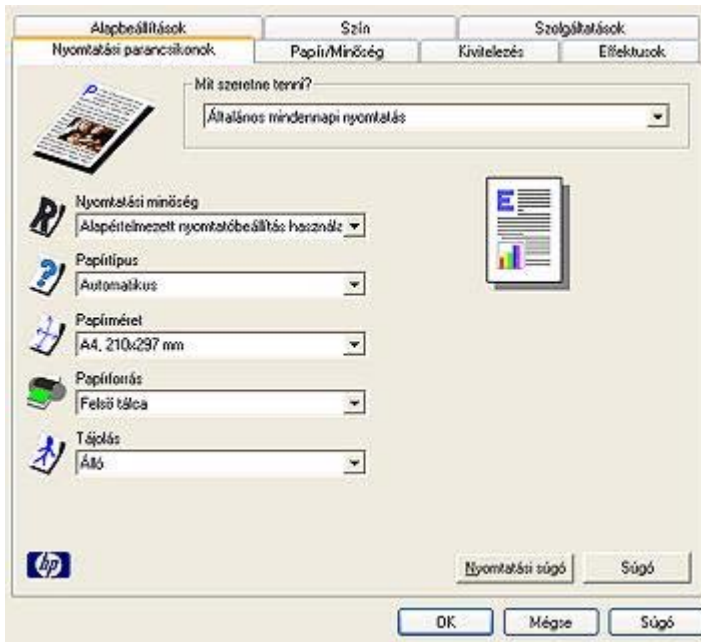 Alapbeállítások
Szín
Szolgáltatások
Nyomtatási parancsikonok
Papír/Minőség
Kivitelezés
Effektusok
Mit szeretne tenni?
Általános mindennapi nyomtatás
Nyomtatási minőség
Alapértelmezett nyomtatóbeállítás használa
Papírtípus
Automatikus
Papírméret
A4, 210x297 mm
Papírforrás
Felső tálca
Tájolás
Álló
hp
Nyomtatási súgó
Súgó
OK
Mégse
Súgó